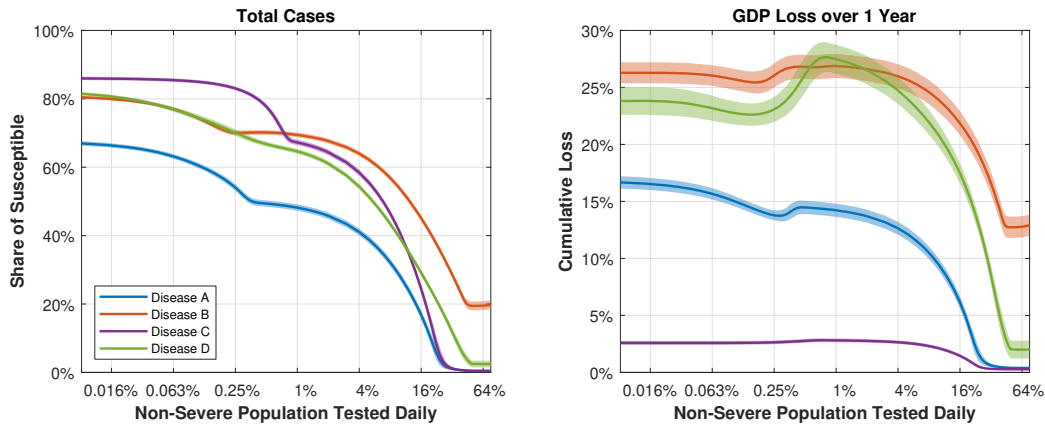 Total Cases
100%
80%
60%
40%
20%
0%
Share of Susceptible
Disease A
Disease B
Disease C
Disease D
0.016%
0.063%
0.25%
1%
4%
16%
64%
Non-Severe Population Tested Daily
GDP Loss over 1 Year
30%
25%
20%
15%
10%
5%
0%
Cumulative Loss
0.016%
0.063%
0.25%
1%
4%
16%
64%
Non-Severe Population Tested Daily